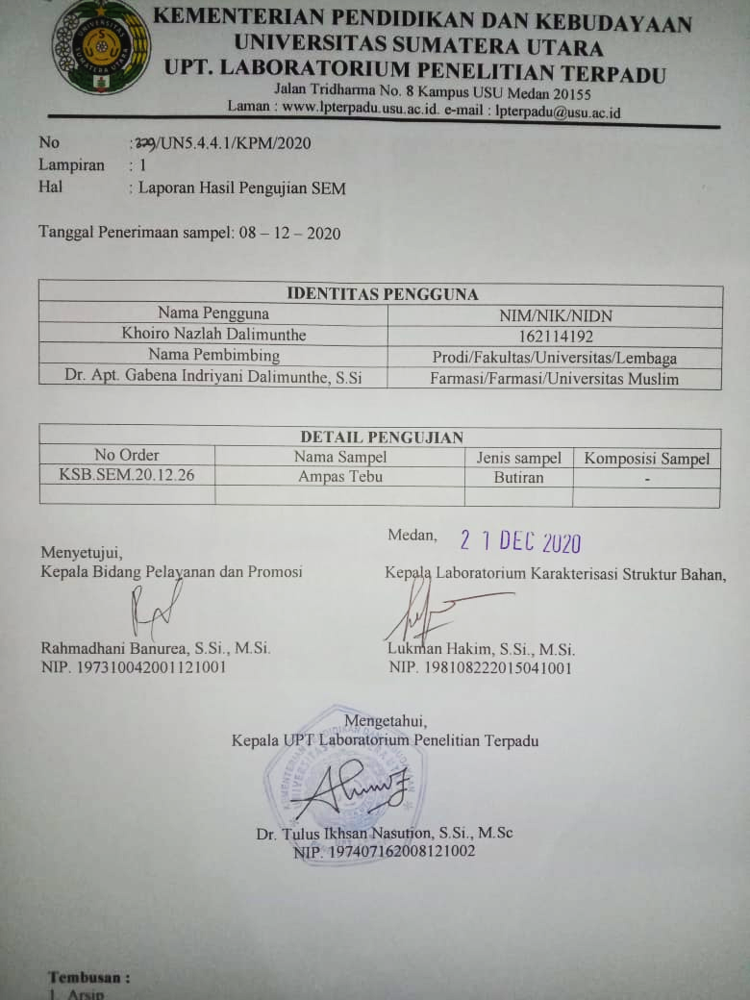 KEMENTERIAN PENDIDIKAN DAN KEBUDAYAAN
UNIVERSITAS SUMATERA UTARA
UPT. LABORATORIUM PENELITIAN TERPADU
Jalan Tridharma No. 8 Kampus USU Medan 20155
Laman : www.lpterpadu.usu.ac.id. e-mail : lpterpadu@usu.ac.id
UNIVERSITAS
SUMATERA UTARA
No : /UN5.4.4.1/KPM/2020
Lampiran : 1
Hal : Laporan Hasil Pengujian SEM
Tanggal Penerimaan sampel: 08 – 12 – 2020
IDENTITAS PENGGUNA
Nama Pengguna NIM/NIK/NIDN
Khoiro Nazlah Dalimunthe 162114192
Nama Pembimbing Prodi/Fakultas/Universitas/Lembaga
Dr. Apt. Gabena Indriyani Dalimunthe, S.Si Farmasi/Farmasi/Universitas Muslim
DETAIL PENGUJIAN
No Order Nama Sampel Jenis sampel Komposisi Sampel
KSB.SEM.20.12.26 Ampas Tebu Butiran -
Medan, 21 DEC 2020
Menyetujui,
Kepala Bidang Pelayanan dan Promosi Kepala Laboratorium Karakterisasi Struktur Bahan,
Rahmadhani Banurea, S.Si., M.Si. Lukman Hakim, S.Si., M.Si.
NIP. 197310042001121001 NIP. 198108222015041001
Mengetahui,
Kepala UPT Laboratorium Penelitian Terpadu
Dr. Tulus Ikhsan Nasution, S.Si., M.Sc
NIP. 197407162008121002
Tembusan :
1. Arsip